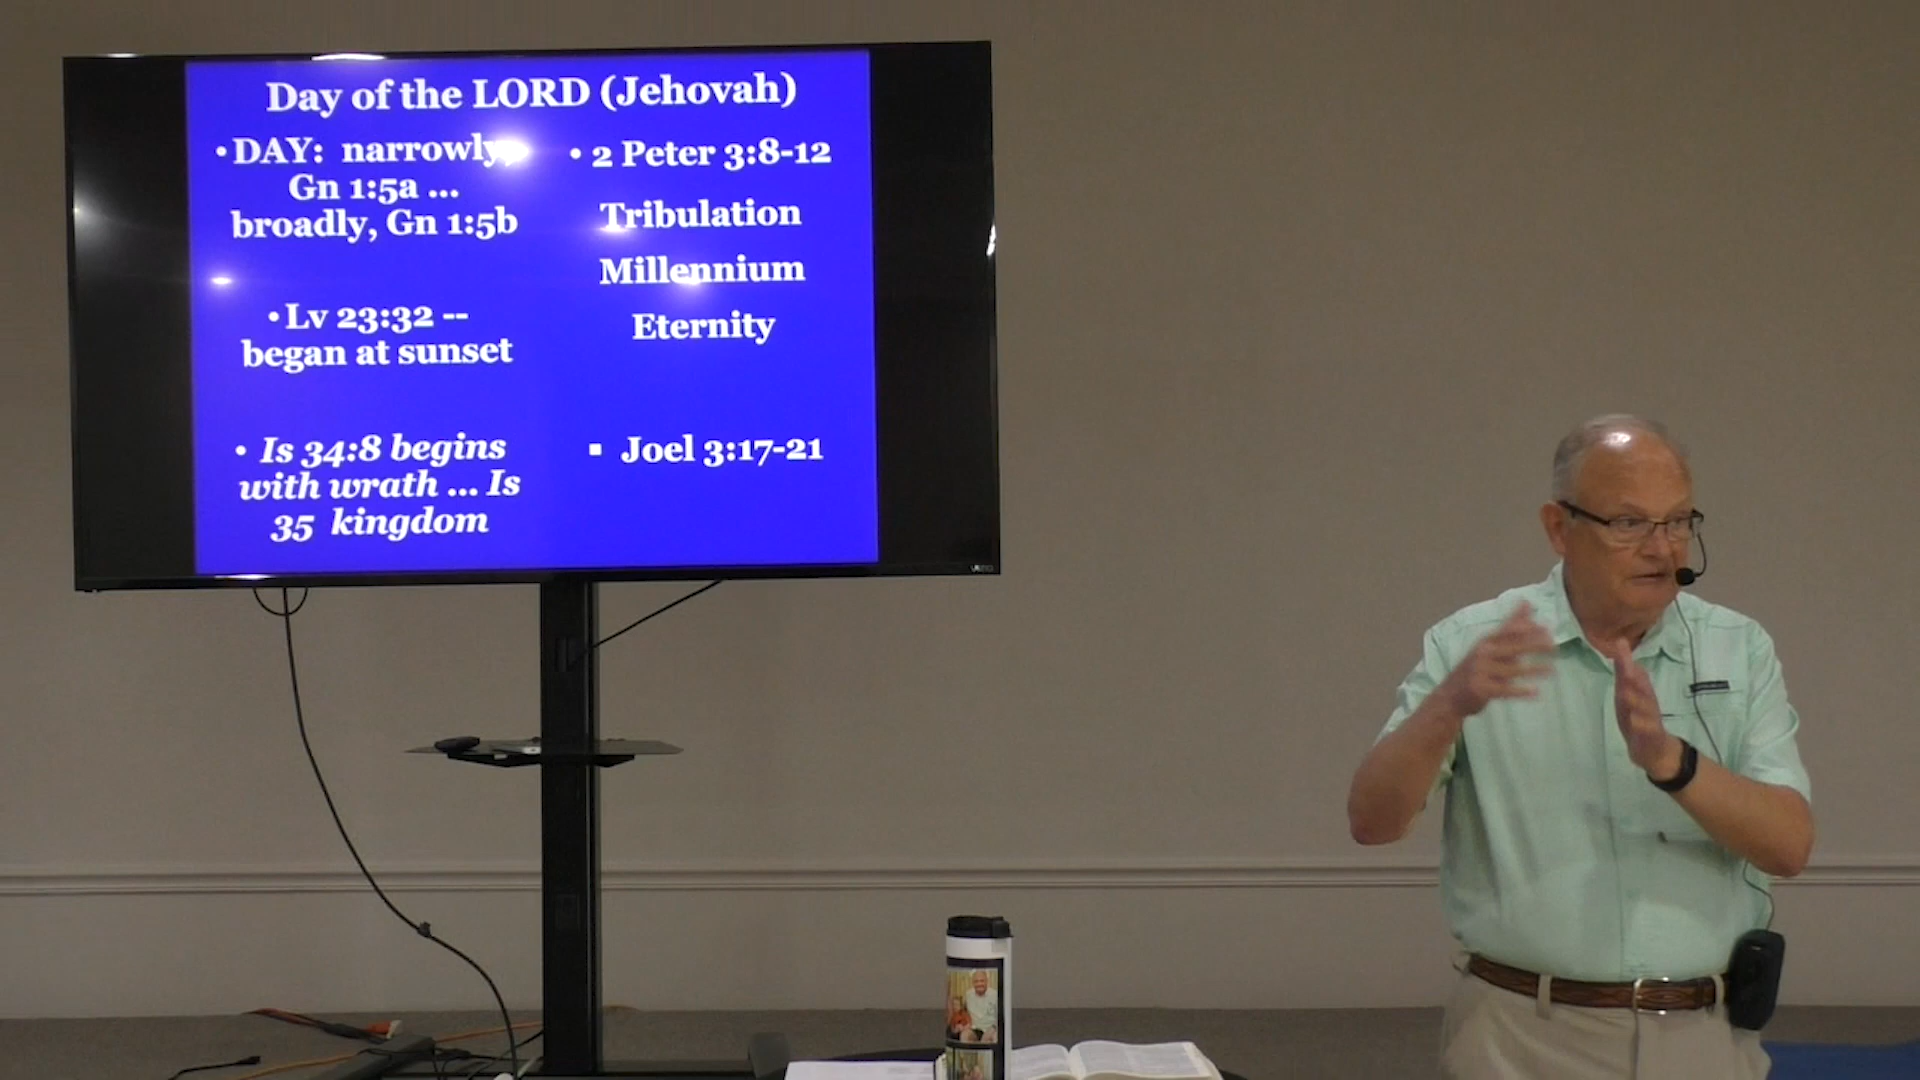 Day of the LORD (Jehovah)
• DAY: narrowly,
Gn 1:5a ...
broadly, Gn 1:5b
• Lv 23:32 --
began at sunset
• Is 34:8 begins
with wrath ... Is
35 kingdom
• 2 Peter 3:8-12
Tribulation
Millennium
Eternity
▪ Joel 3:17-21
VIZIO